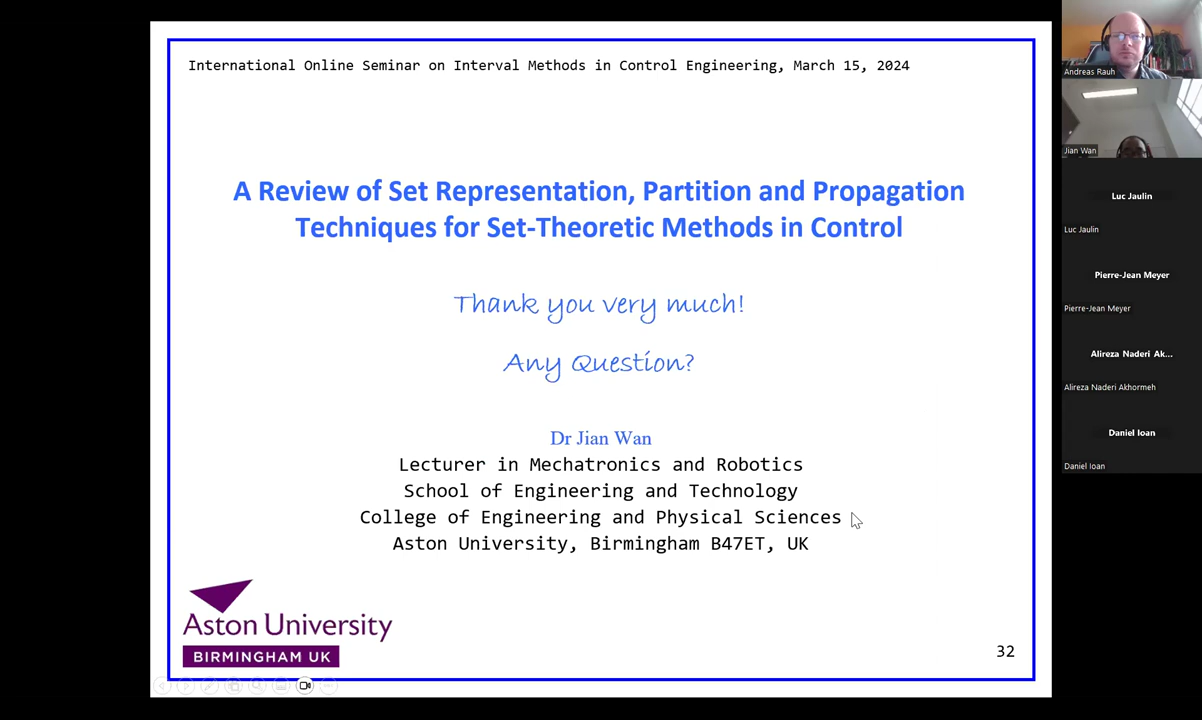 International Online Seminar on Interval Methods in Control Engineering, March 15, 2024
A Review of Set Representation, Partition and Propagation
Techniques for Set-Theoretic Methods in Control
Thank you very much!
Any Question?
Dr Jian Wan
Lecturer in Mechatronics and Robotics
School of Engineering and Technology
College of Engineering and Physical Sciences
Aston University, Birmingham B47ET, UK
Aston University
BIRMINGHAM UK
32
Andreas Rauh
Jian Wan
Luc Jaulin
Luc Jaulin
Pierre-Jean Meyer
Pierre-Jean Meyer
Alireza Naderi Ak...
Alireza Naderi Akhormeh
Daniel Ioan
Daniel Ioan